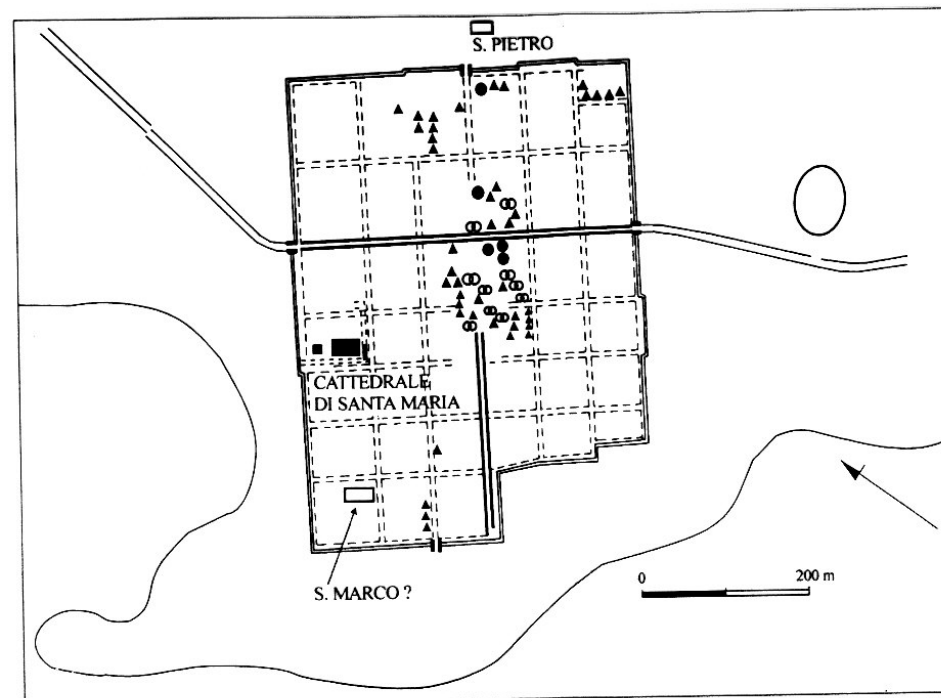 S. PIETRO
CATTEDRALE
DI SANTA MARIA
S. MARCO ?
0 200 m